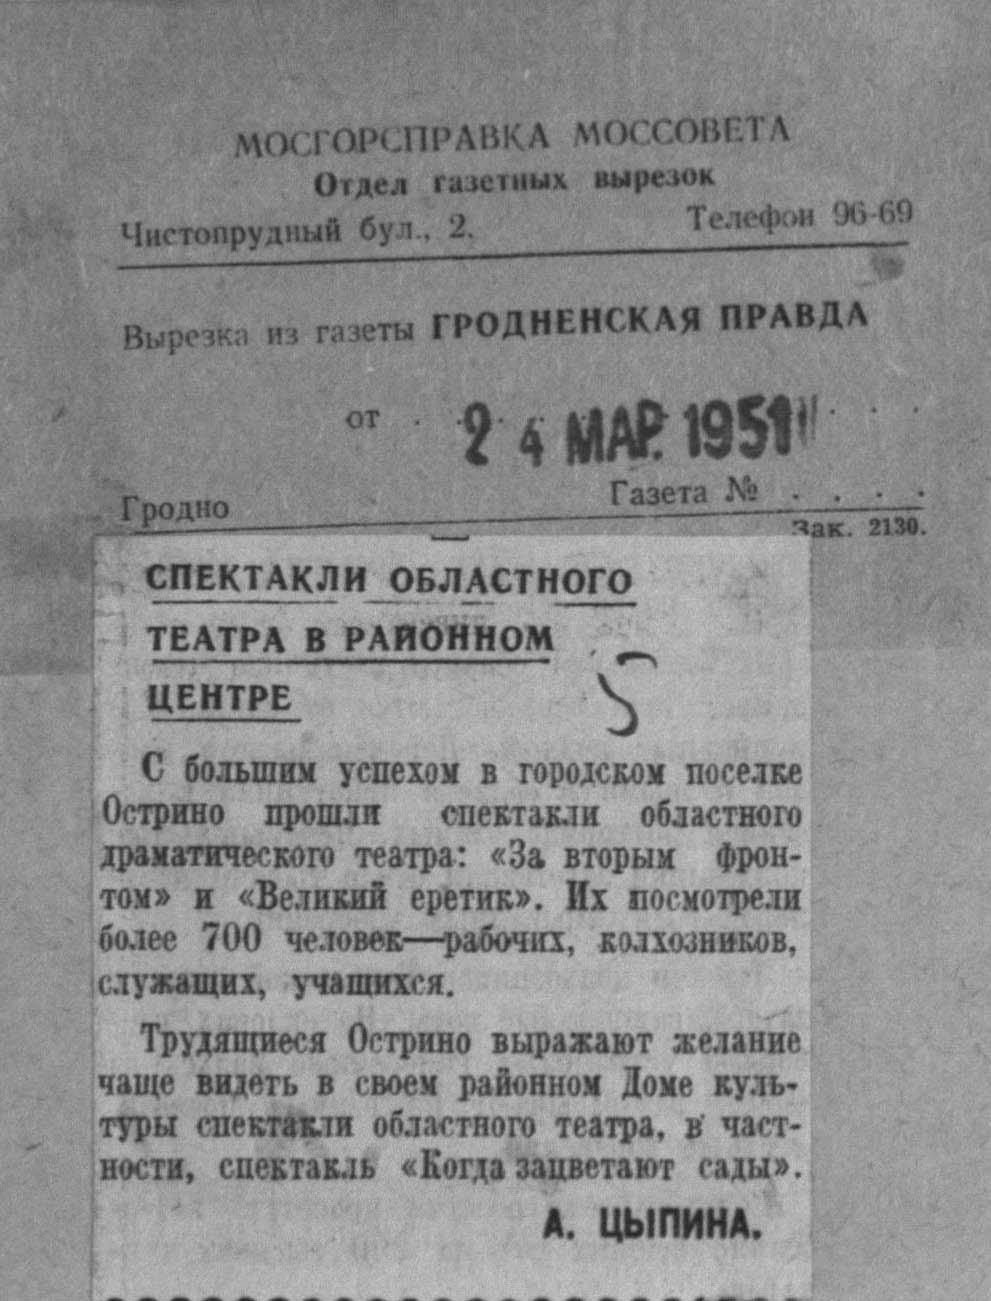 МОСГОРСПРАВКА МОССОВЕТА
Отдел газетных вырезок
Чистопрудный бул., 2. Телефон 96-69
Вырезка из газеты ГРОДНЕНСКАЯ ПРАВДА
от . . 24 МАР. 1951 . . .
Гродно Газета № . . . .
Зак. 2130.
СПЕКТАКЛИ ОБЛАСТНОГО
ТЕАТРА В РАЙОННОМ
ЦЕНТРЕ
5
С большим успехом в городском поселке
Острино прошли спектакли областного
драматического театра: «За вторым фрон-
том» и «Великий еретик». Их посмотрели
более 700 человек—рабочих, колхозников,
служащих, учащихся.
Трудящиеся Острино выражают желание
чаще видеть в своем районном Доме куль-
туры спектакли областного театра, в част-
ности, спектакль «Когда зацветают сады».
А. ЦЫПИНА.